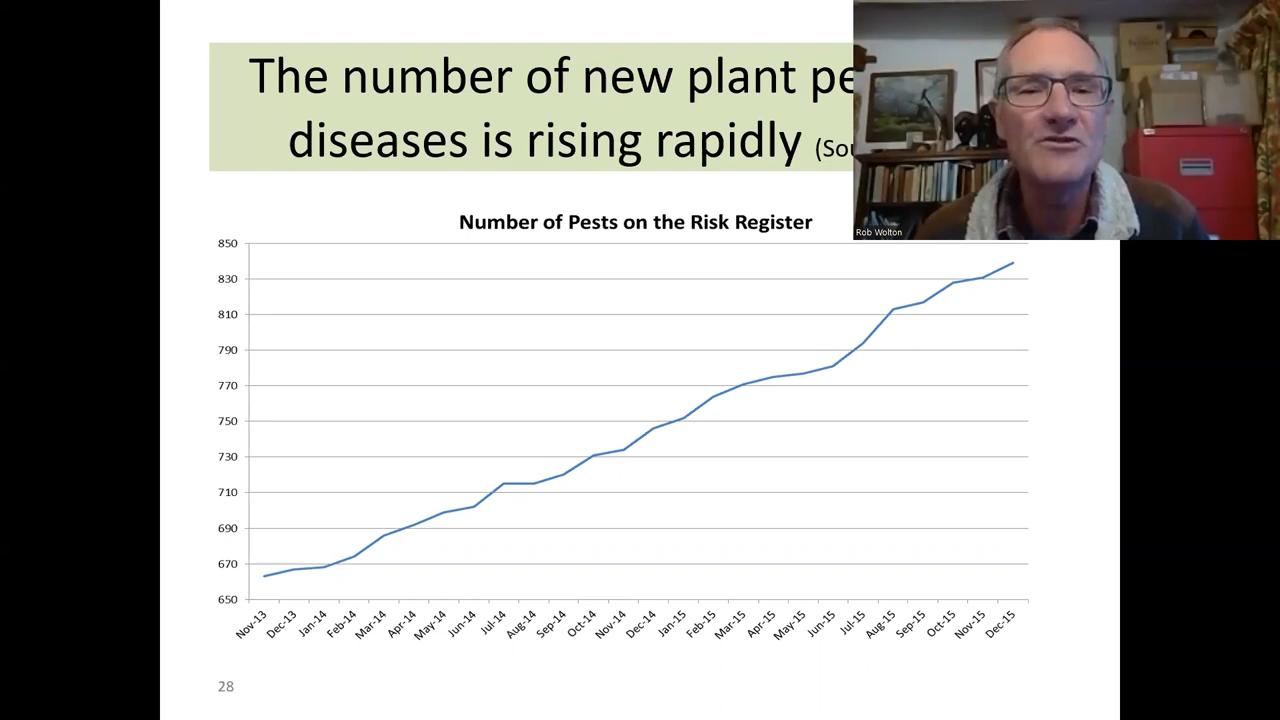 The number of new plant
diseases is rising rapidly
Rob Wolton
Number of Pests on the Risk Register
850
830
810
790
770
750
730
710
690
670
650
Nov-13 Dec-13 Jan-14 Feb-14 Mar-14 Apr-14 May-14 Jun-14 Jul-14 Aug-14 Sep-14 Oct-14 Nov-14 Dec-14 Jan-15 Feb-15 Mar-15 Apr-15 May-15 Jun-15 Jul-15 Aug-15 Sep-15 Oct-15 Nov-15 Dec-15
28